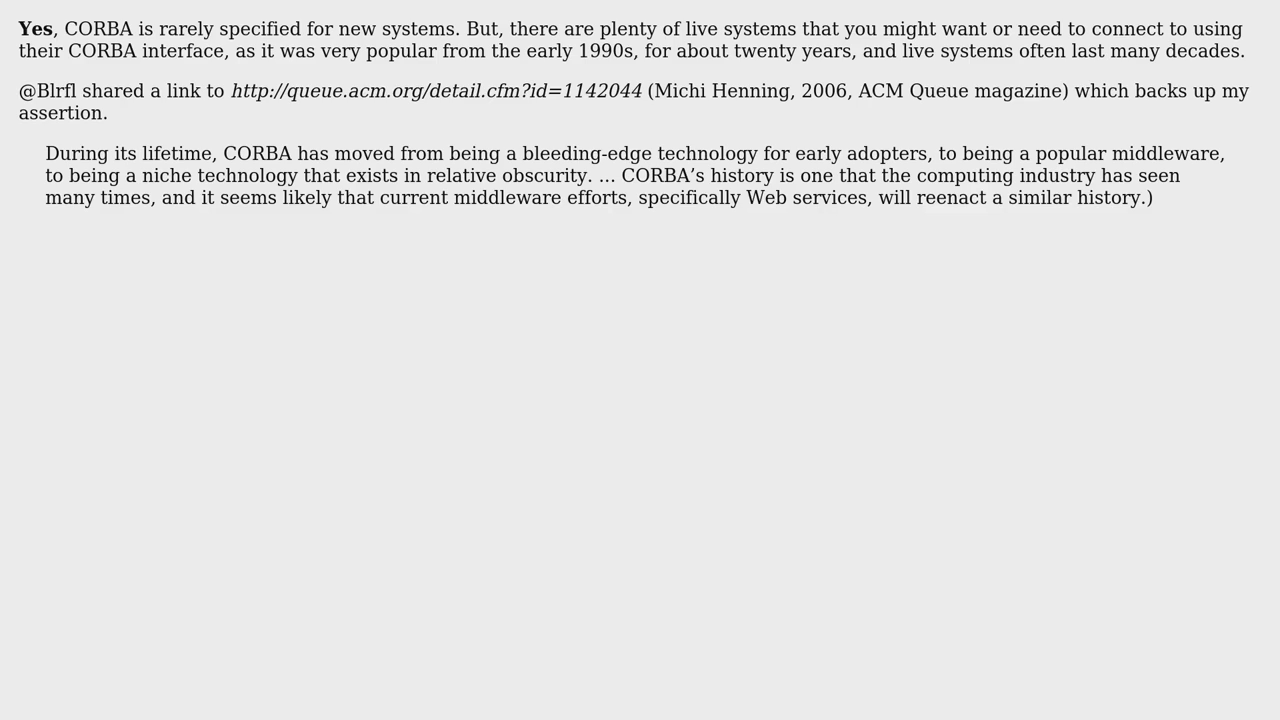 Yes, CORBA is rarely specified for new systems. But, there are plenty of live systems that you might want or need to connect to using
their CORBA interface, as it was very popular from the early 1990s, for about twenty years, and live systems often last many decades.
@Blrfl shared a link to http://queue.acm.org/detail.cfm?id=1142044 (Michi Henning, 2006, ACM Queue magazine) which backs up my
assertion.
During its lifetime, CORBA has moved from being a bleeding-edge technology for early adopters, to being a popular middleware,
to being a niche technology that exists in relative obscurity. ... CORBA’s history is one that the computing industry has seen
many times, and it seems likely that current middleware efforts, specifically Web services, will reenact a similar history.)